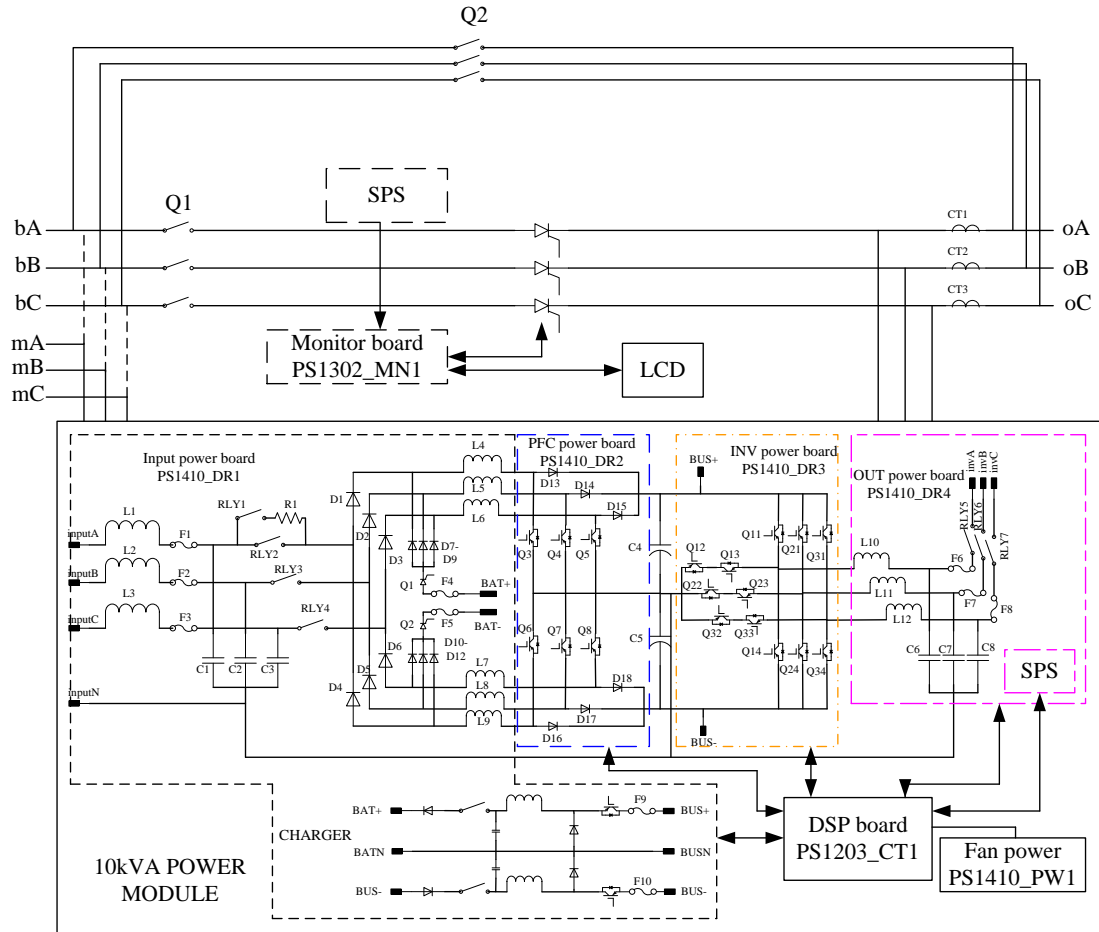 Q2
SPS
Q1
bA
CT1
oA
bB
CT2
oB
bC
CT3
oC
mA
Monitor board
PS1302_MN1
mB
LCD
mC
Input power board
PS1410_DR1
L4
PFC power board
PS1410_DR2
BUS+
INV power board
PS1410_DR3
OUT power board
PS1410_DR4
invA
invB
invC
D13
D14
D15
L5
L6
D1
D2
D3
RLY1
R1
L1
F1
inputA
RLY2
L2
F2
inputB
RLY3
L3
F3
inputC
RLY4
D7-
D9
Q1
F4
BAT+
F5
BAT-
Q2
D10-
D12
Q3
Q4
Q5
C4
Q6
Q7
Q8
C5
Q12
Q13
Q11
Q21
Q31
Q22
Q23
Q32
Q33
Q14
Q24
Q34
L10
L11
L12
RLY5
RLY6
RLY7
F6
F7
F8
C6
C7
C8
SPS
C1
C2
C3
D6
D5
D4
L7
L8
L9
D18
D17
D16
inputN
BUS-
CHARGER
BAT+
F9
BUS+
BATN
BUSN
BUS-
F10
BUS-
DSP board
PS1203_CT1
Fan power
PS1410_PW1
10kVA POWER
MODULE